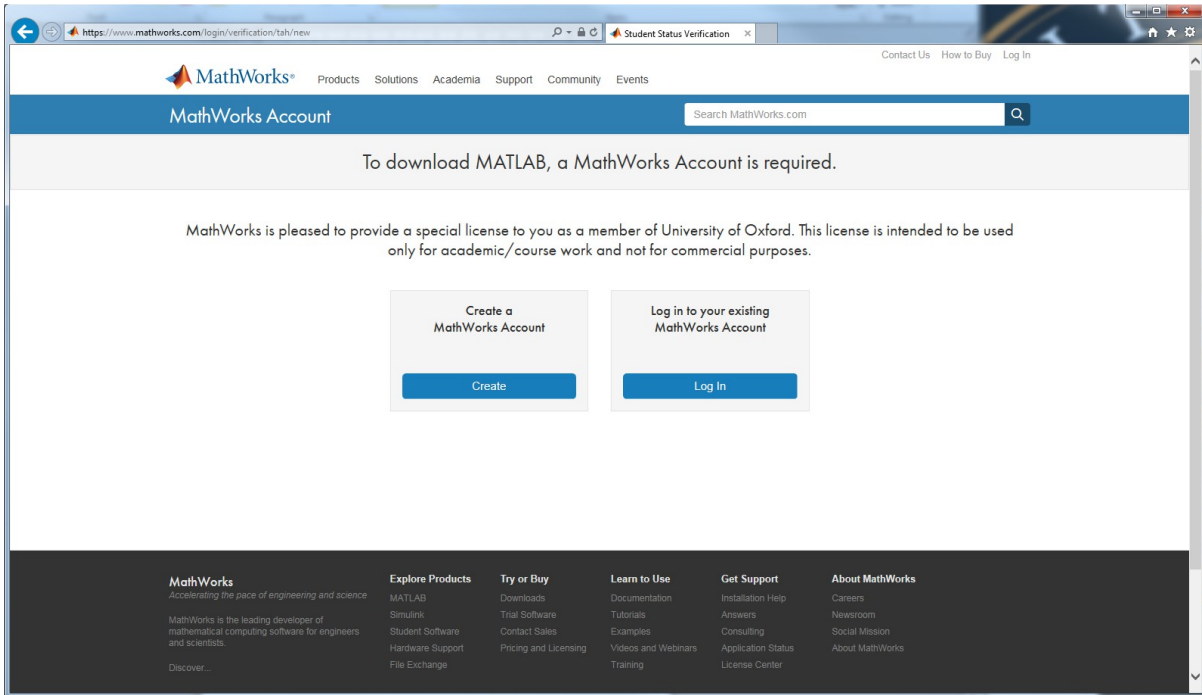 https://www.mathworks.com/login/verification/tah/new
Student Status Verification
Contact Us How to Buy Log In
MathWorks®
Products Solutions Academia Support Community Events
MathWorks Account
Search MathWorks.com
To download MATLAB, a MathWorks Account is required.
MathWorks is pleased to provide a special license to you as a member of University of Oxford. This license is intended to be used
only for academic/course work and not for commercial purposes.
Create a
MathWorks Account
Create
Log in to your existing
MathWorks Account
Log In
MathWorks
Accelerating the pace of engineering and science
MathWorks is the leading developer of
mathematical computing software for engineers
and scientists.
Discover...
Explore Products
MATLAB
Simulink
Student Software
Hardware Support
File Exchange
Try or Buy
Downloads
Trial Software
Contact Sales
Pricing and Licensing
Learn to Use
Documentation
Tutorials
Examples
Videos and Webinars
Training
Get Support
Installation Help
Answers
Consulting
Application Status
License Center
About MathWorks
Careers
Newsroom
Social Mission
About MathWorks